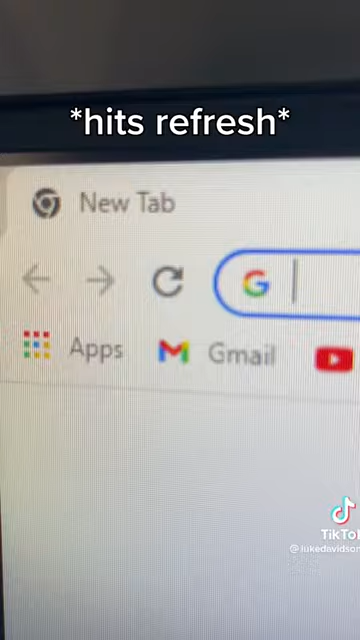 *hits refresh*
New Tab
Apps Gmail
TikTok
@lukedavidson